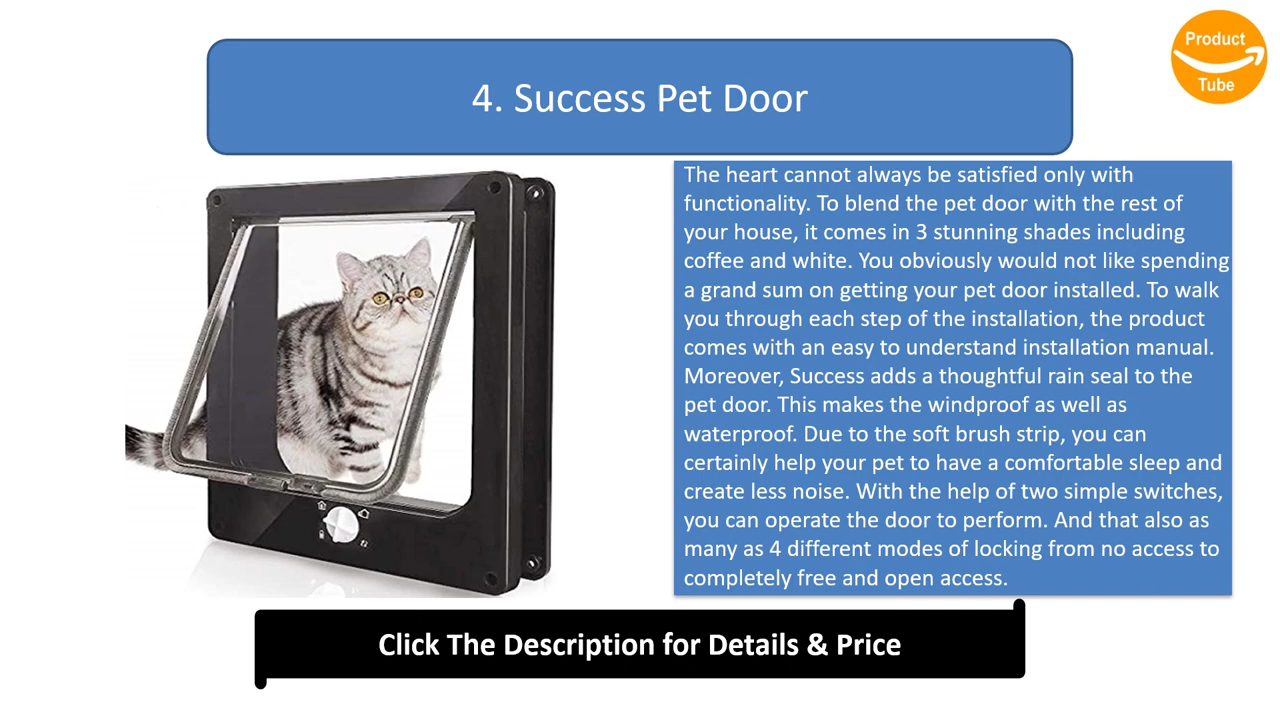 Product
Tube
4. Success Pet Door
The heart cannot always be satisfied only with
functionality. To blend the pet door with the rest of
your house, it comes in 3 stunning shades including
coffee and white. You obviously would not like spending
a grand sum on getting your pet door installed. To walk
you through each step of the installation, the product
comes with an easy to understand installation manual.
Moreover, Success adds a thoughtful rain seal to the
pet door. This makes the windproof as well as
waterproof. Due to the soft brush strip, you can
certainly help your pet to have a comfortable sleep and
create less noise. With the help of two simple switches,
you can operate the door to perform. And that also as
many as 4 different modes of locking from no access to
completely free and open access.
Click The Description for Details & Price